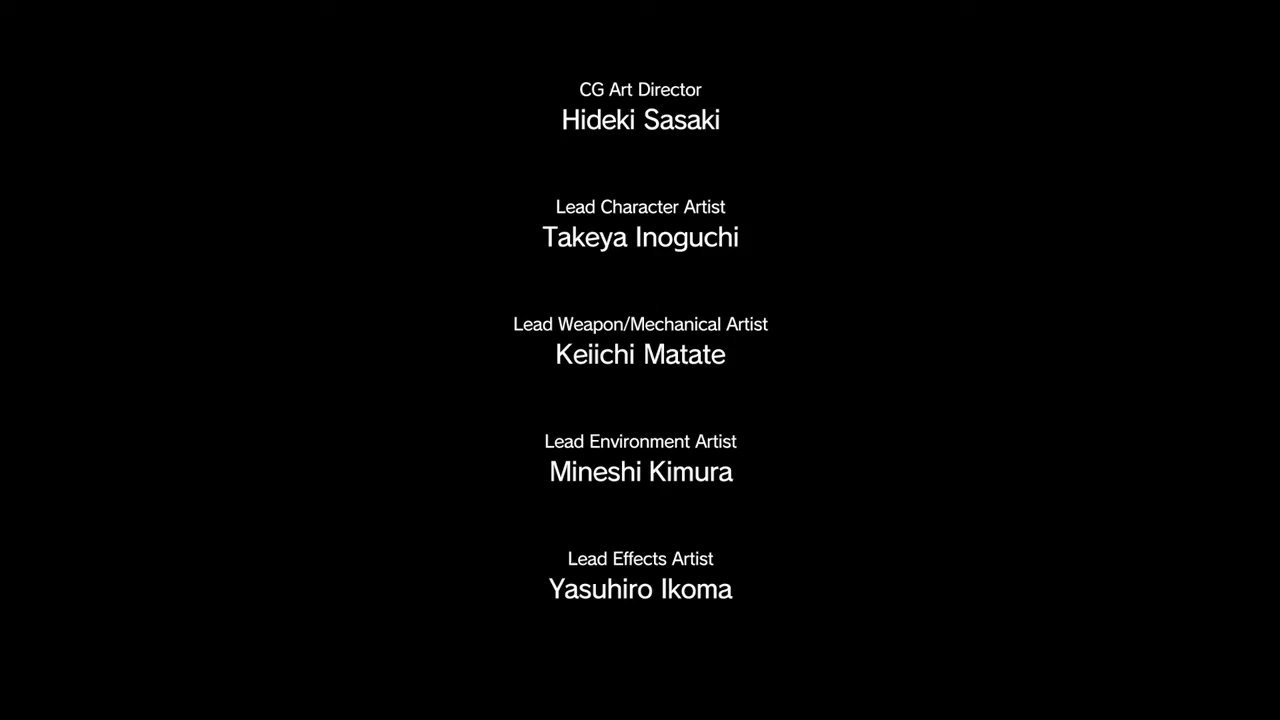 CG Art Director
Hideki Sasaki
Lead Character Artist
Takeya Inoguchi
Lead Weapon/Mechanical Artist
Keiichi Matate
Lead Environment Artist
Mineshi Kimura
Lead Effects Artist
Yasuhiro Ikoma